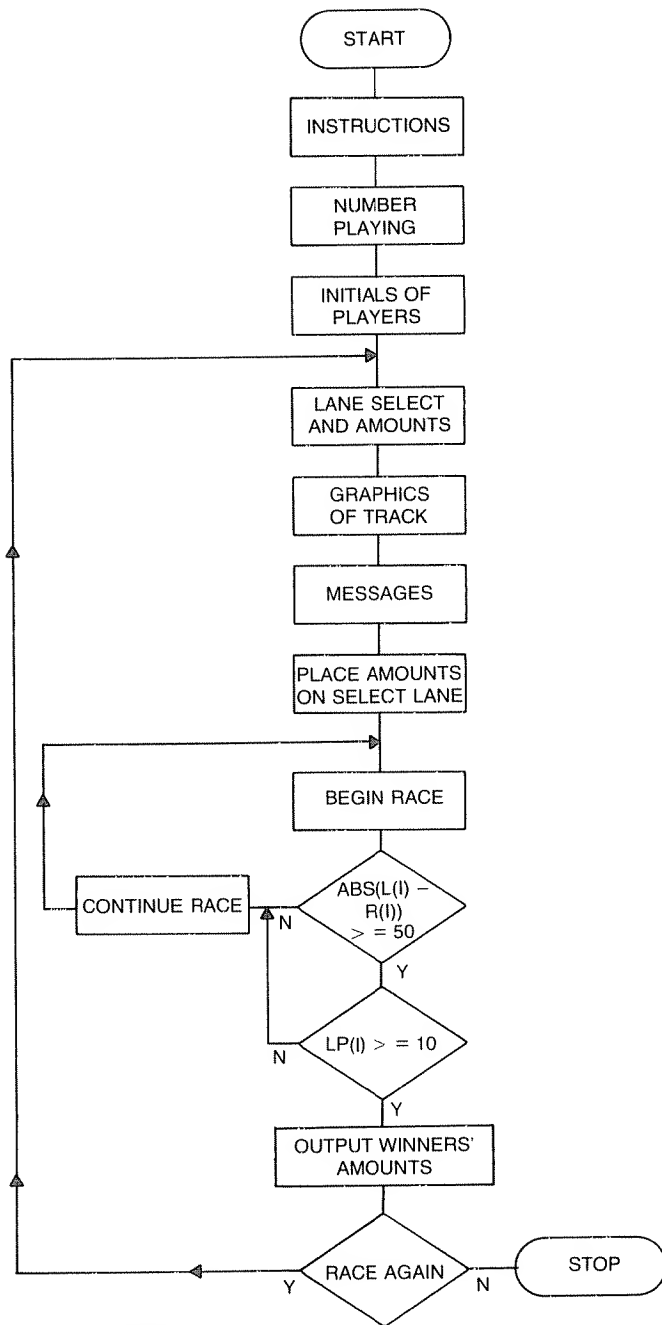 START
INSTRUCTIONS
NUMBER
PLAYING
INITIALS OF
PLAYERS
LANE SELECT
AND AMOUNTS
GRAPHICS
OF TRACK
MESSAGES
PLACE AMOUNTS
ON SELECT LANE
BEGIN RACE
ABS(L(I) –
R(I))
> = 50
N
CONTINUE RACE
Y
LP(I) > = 10
N
Y
OUTPUT WINNERS'
AMOUNTS
RACE AGAIN
Y
N
STOP